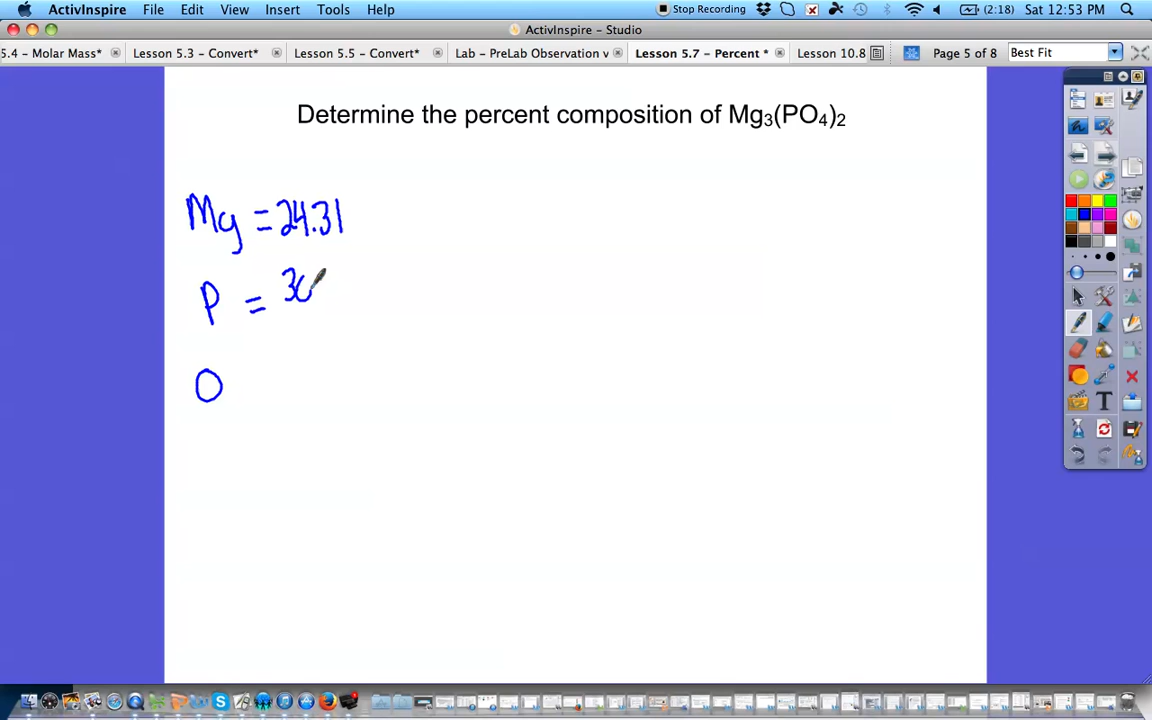 ActivInspire File Edit View Insert Tools Help Stop Recording (2:18) Sat 12:53 PM
ActivInspire - Studio
5.4 – Molar Mass* Lesson 5.3 – Convert* Lesson 5.5 – Convert* Lab – PreLab Observation v Lesson 5.7 – Percent * Lesson 10.8 Page 5 of 8 Best Fit
Determine the percent composition of Mg₃(PO₄)₂
Mg = 24.31
P = 30
O